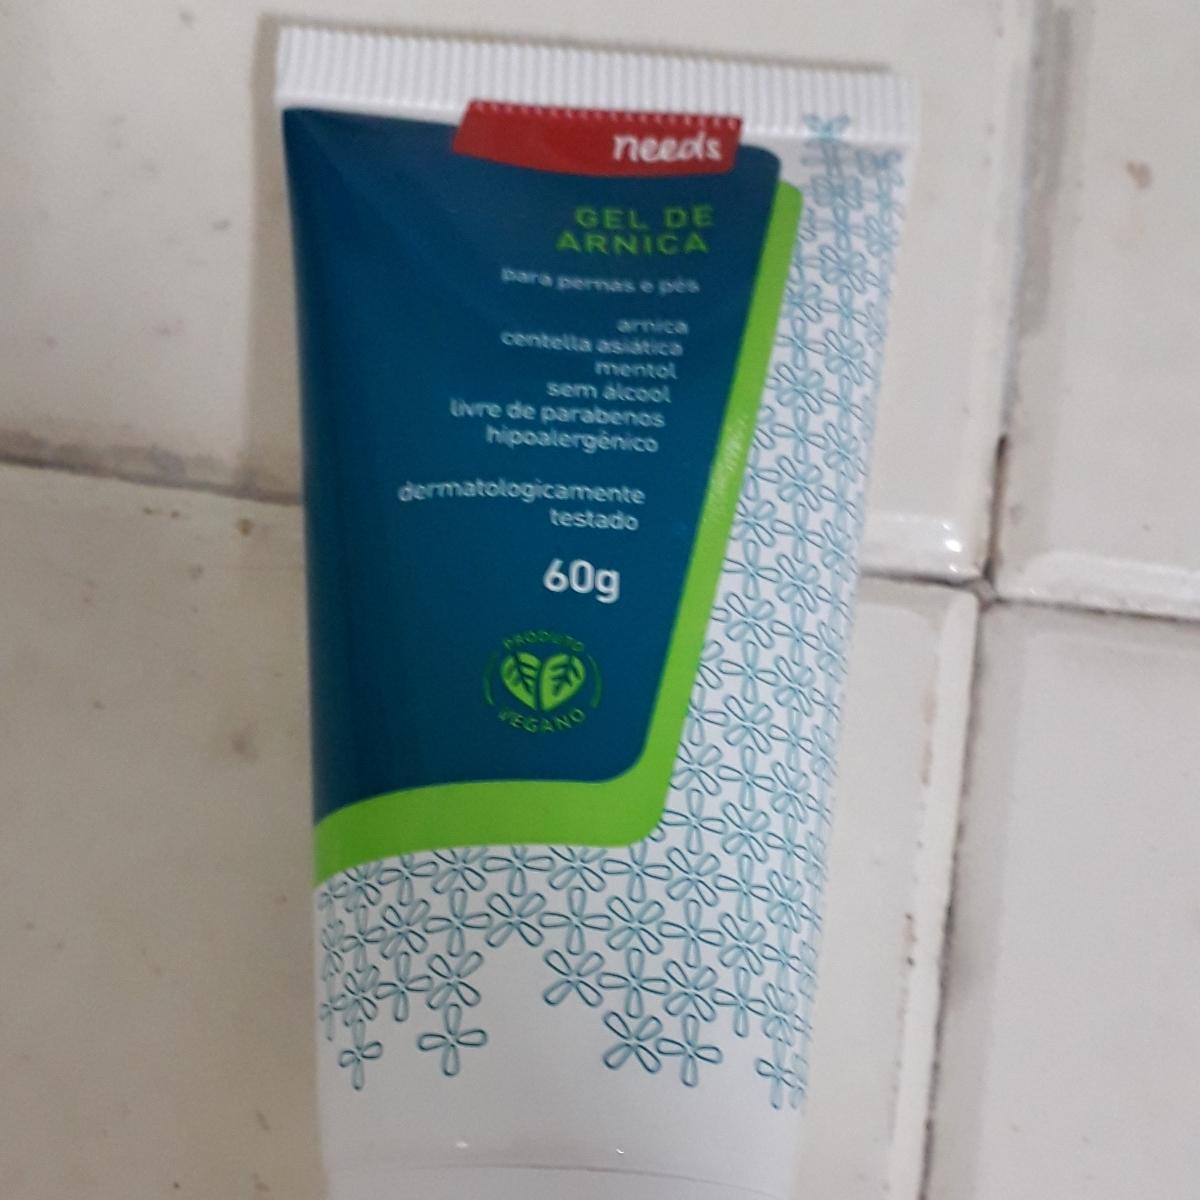 needs
GEL DE
ARNICA
para pernas e pés
arnica
centella asiática
mentol
sem álcool
livre de parabenos
hipoalergênico
dermatologicamente
testado
60g
PRODUTO
VEGANO